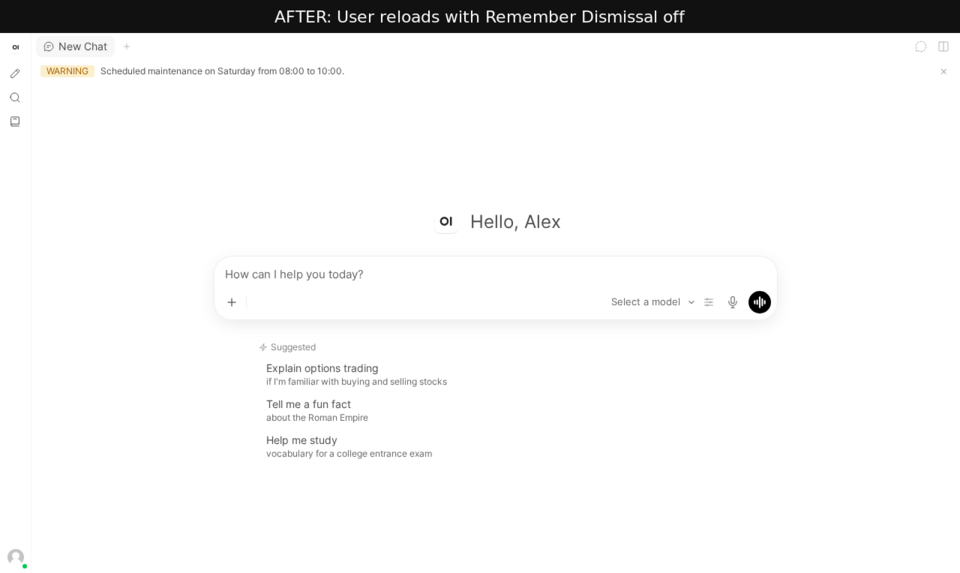 AFTER: User reloads with Remember Dismissal off
OI
New Chat
WARNING Scheduled maintenance on Saturday from 08:00 to 10:00.
OI Hello, Alex
How can I help you today?
Select a model
Suggested
Explain options trading
if I'm familiar with buying and selling stocks
Tell me a fun fact
about the Roman Empire
Help me study
vocabulary for a college entrance exam